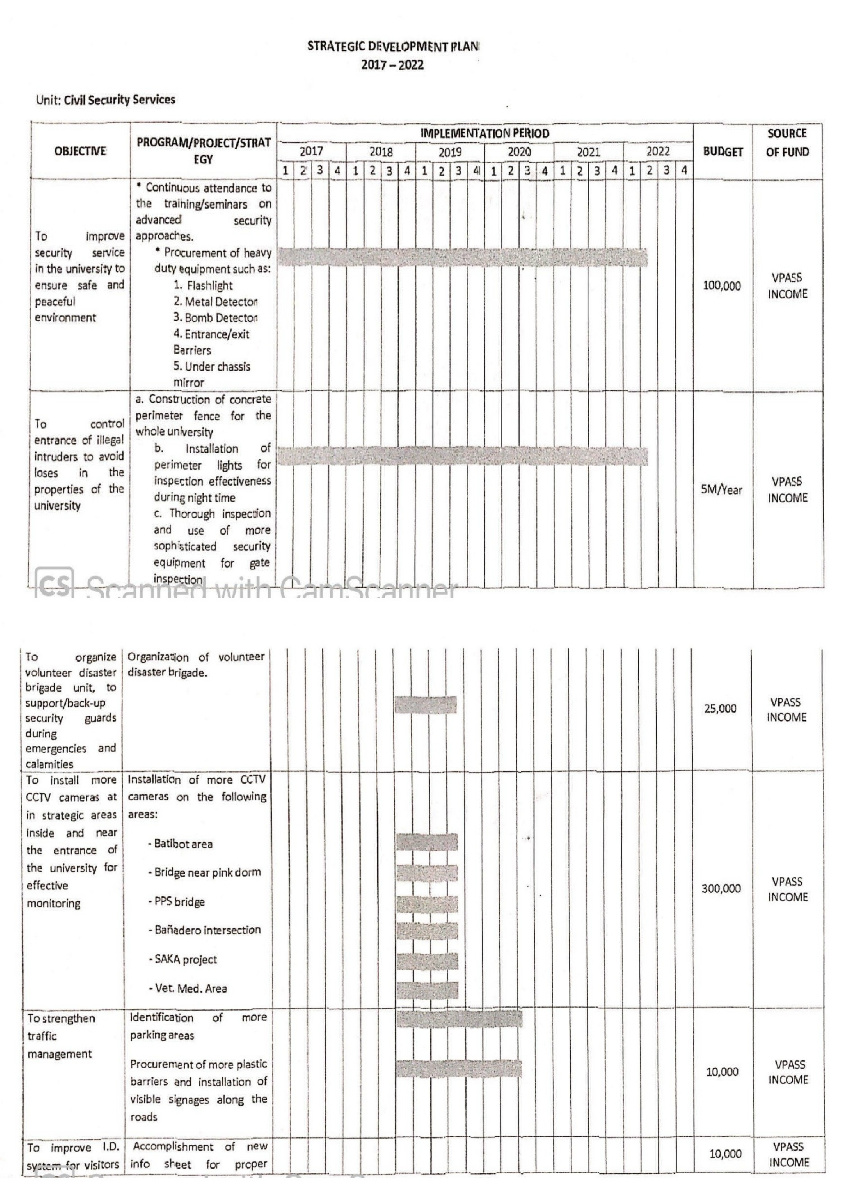 STRATEGIC DEVELOPMENT PLAN
2017 – 2022
Unit: Civil Security Services
OBJECTIVE
PROGRAM/PROJECT/STRAT
EGY
IMPLEMENTATION PERIOD
2017 2018 2019 2020 2021 2022
1 2 3 4 1 2 3 4 1 2 3 4 1 2 3 4 1 2 3 4 1 2 3 4
BUDGET
SOURCE
OF FUND
To improve
security service
in the university to
ensure safe and
peaceful
environment
* Continuous attendance to
the training/seminars on
advanced security
approaches.
* Procurement of heavy
duty equipment such as:
1. Flashlight
2. Metal Detector
3. Bomb Detector
4. Entrance/exit
Barriers
5. Under chassis
mirror
100,000
VPASS
INCOME
To control
entrance of illegal
intruders to avoid
loses in the
properties of the
university
a. Construction of concrete
perimeter fence for the
whole university
b. Installation of
perimeter lights for
inspection effectiveness
during night time
c. Thorough inspection
and use of more
sophisticated security
equipment for gate
inspection
5M/Year
VPASS
INCOME
CS Scanned with CamScanner
To organize
volunteer disaster
brigade unit, to
support/back-up
security guards
during
emergencies and
calamities
Organization of volunteer
disaster brigade.
25,000
VPASS
INCOME
To install more
CCTV cameras at
in strategic areas
inside and near
the entrance of
the university for
effective
monitoring
Installation of more CCTV
cameras on the following
areas:
- Batibot area
- Bridge near pink dorm
- PPS bridge
- Bañadero intersection
- SAKA project
- Vet. Med. Area
300,000
VPASS
INCOME
To strengthen
traffic
management
Identification of more
parking areas
Procurement of more plastic
barriers and installation of
visible signages along the
roads
10,000
VPASS
INCOME
To improve I.D.
system for visitors
Accomplishment of new
info sheet for proper
10,000
VPASS
INCOME